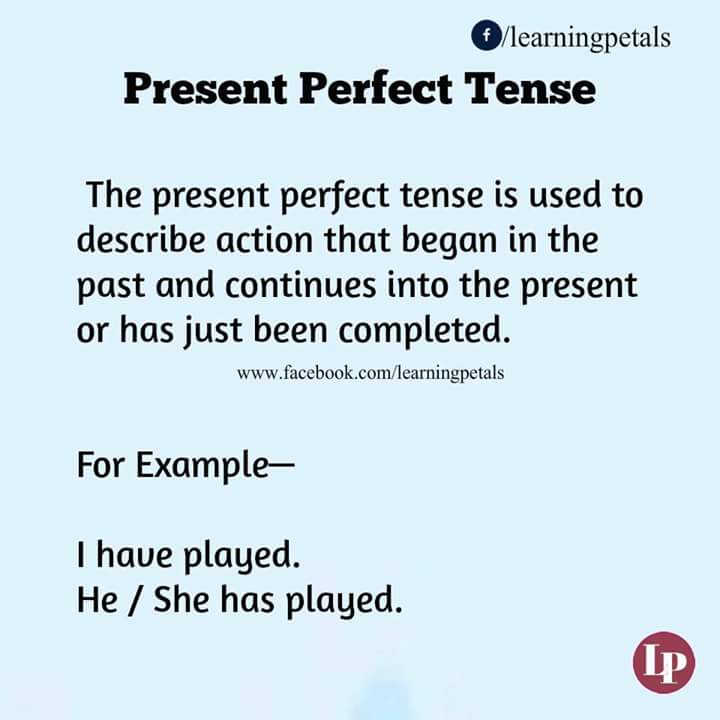 f/learningpetals
Present Perfect Tense
The present perfect tense is used to
describe action that began in the
past and continues into the present
or has just been completed.
www.facebook.com/learningpetals
For Example—
I have played.
He / She has played.
LP